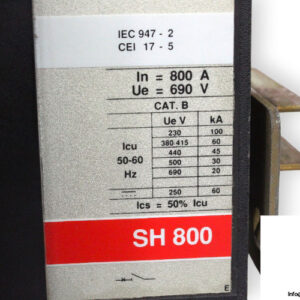 IEC 947 - 2
CEI 17 - 5
In = 800 A
Ue = 690 V
CAT. B
Ue V kA
Icu 50-60 Hz
230 100
380 415 60
440 45
500 30
690 20
250 60
Ics = 50% Icu
SH 800
E